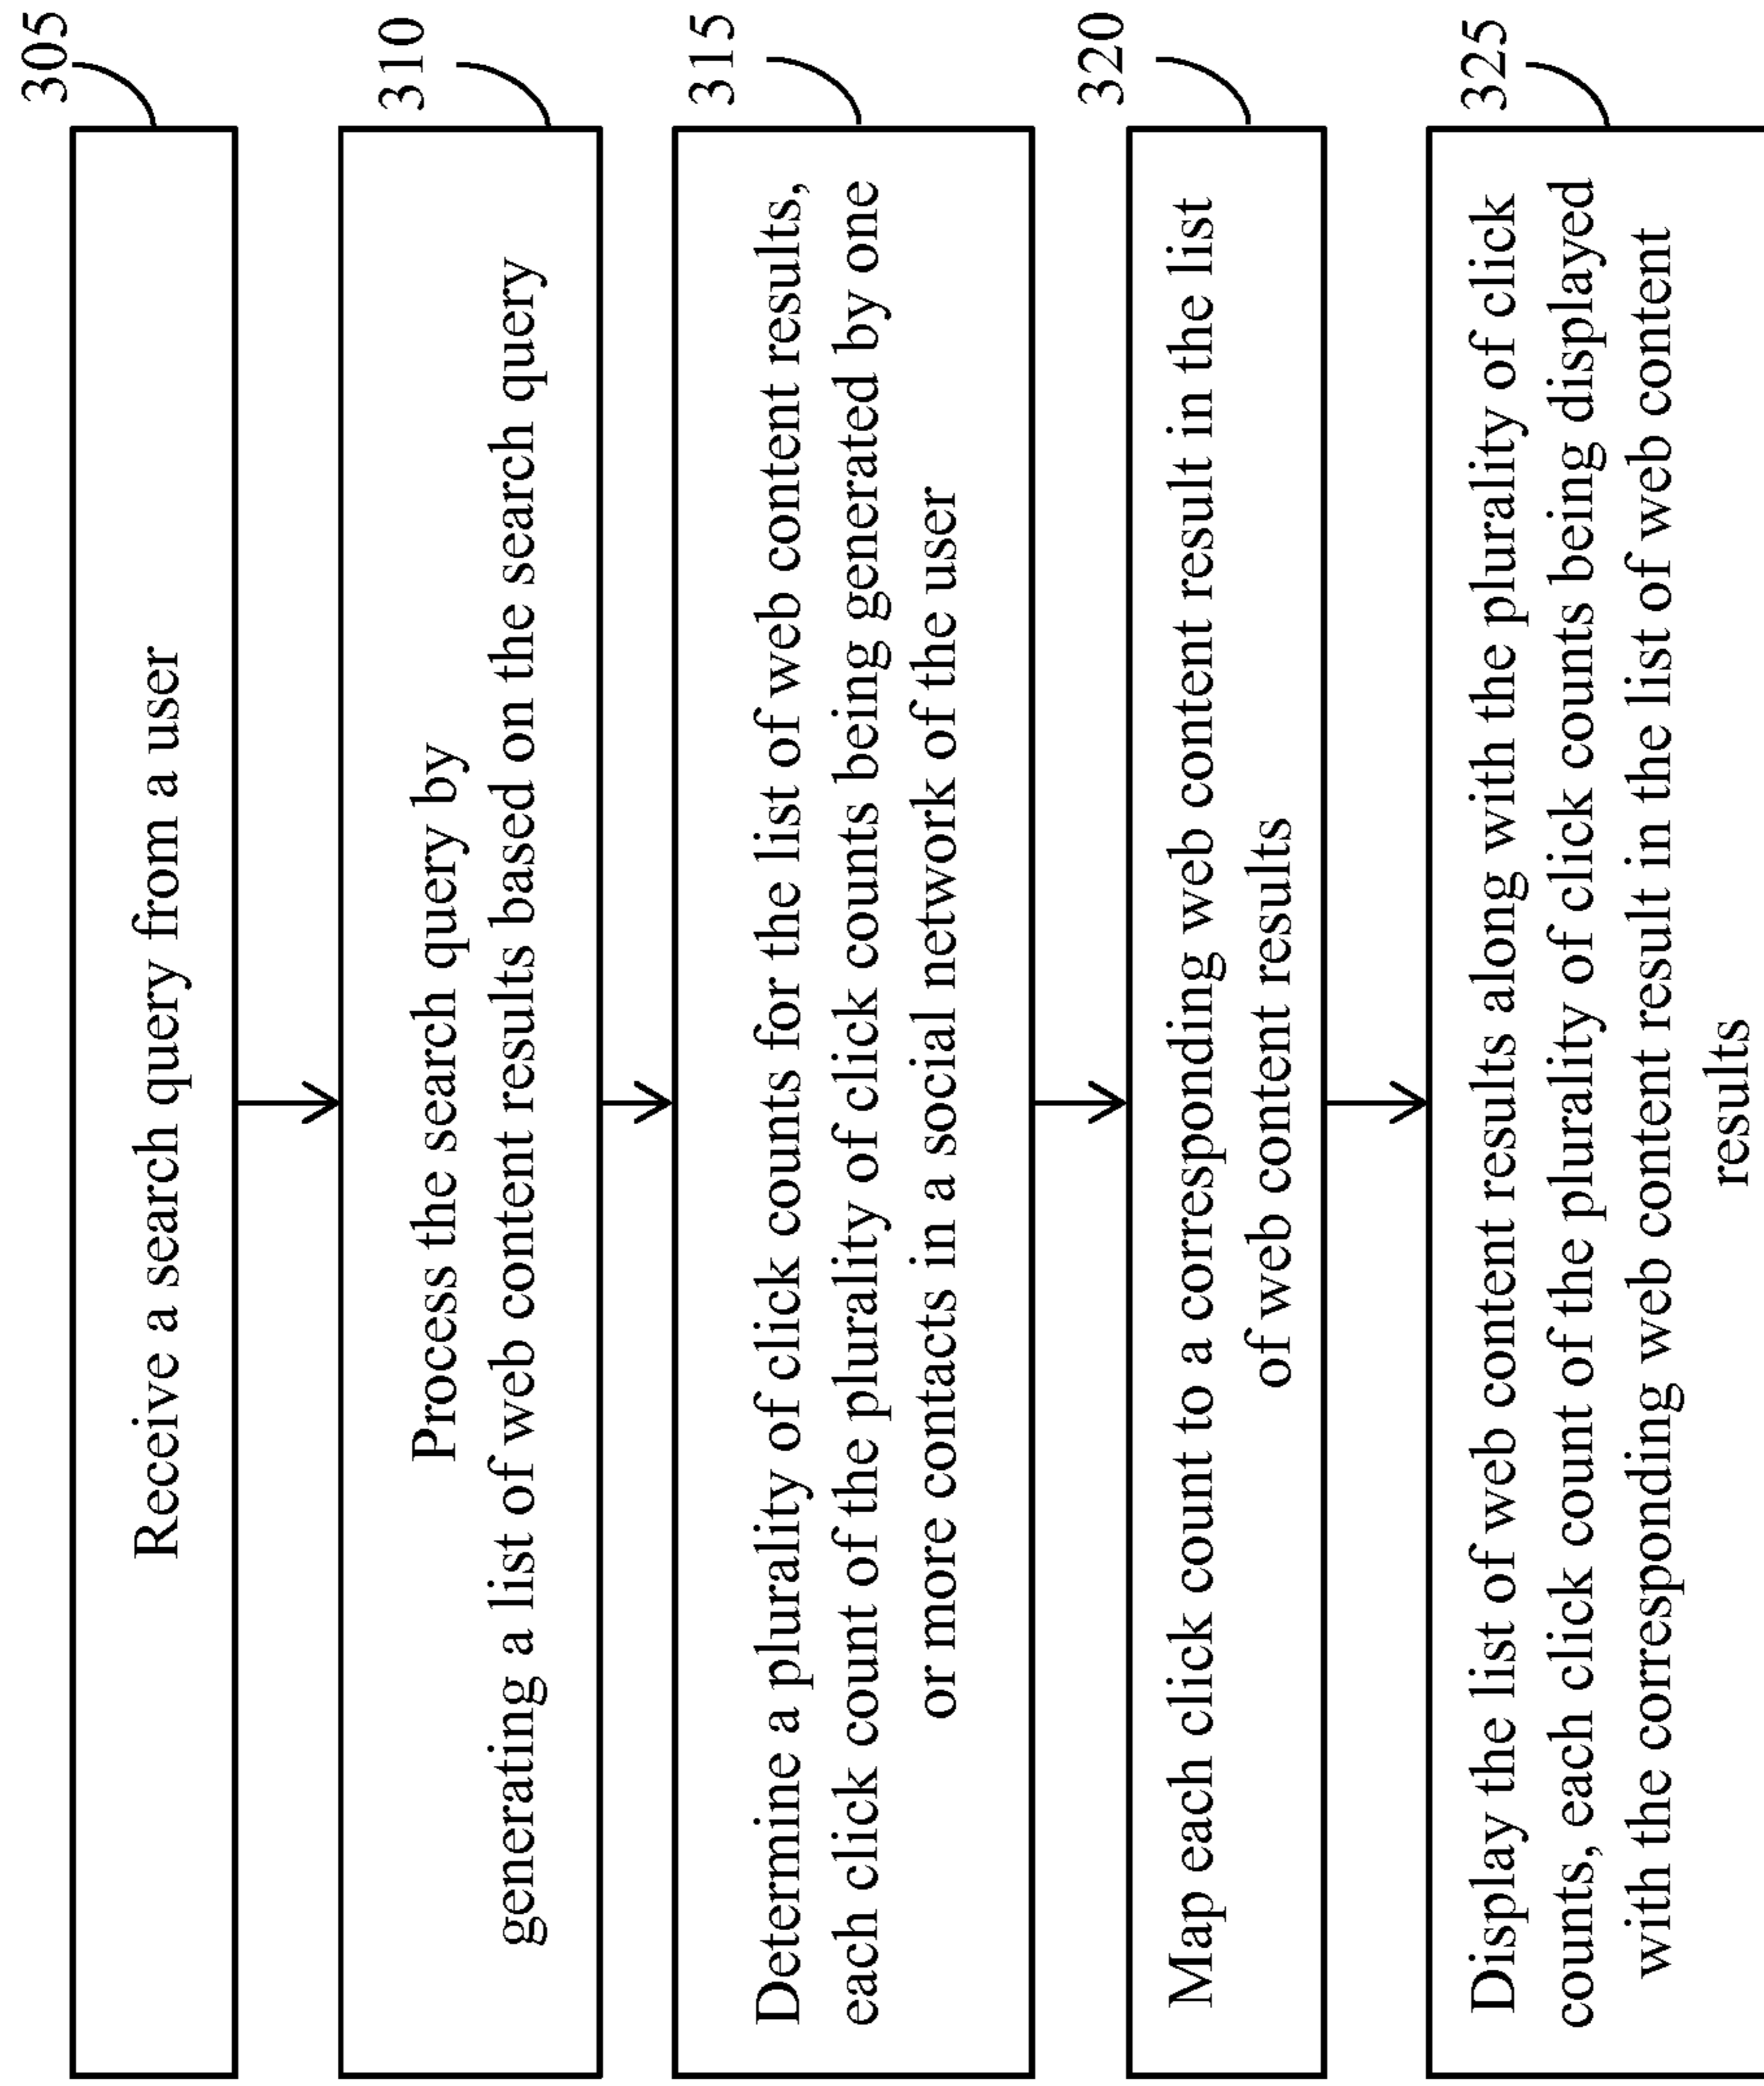 305
Receive a search query from a user
310
Process the search query by
generating a list of web content results based on the search query
315
Determine a plurality of click counts for the list of web content results,
each click count of the plurality of click counts being generated by one
or more contacts in a social network of the user
320
Map each click count to a corresponding web content result in the list
of web content results
325
Display the list of web content results along with the plurality of click
counts, each click count of the plurality of click counts being displayed
with the corresponding web content result in the list of web content
results